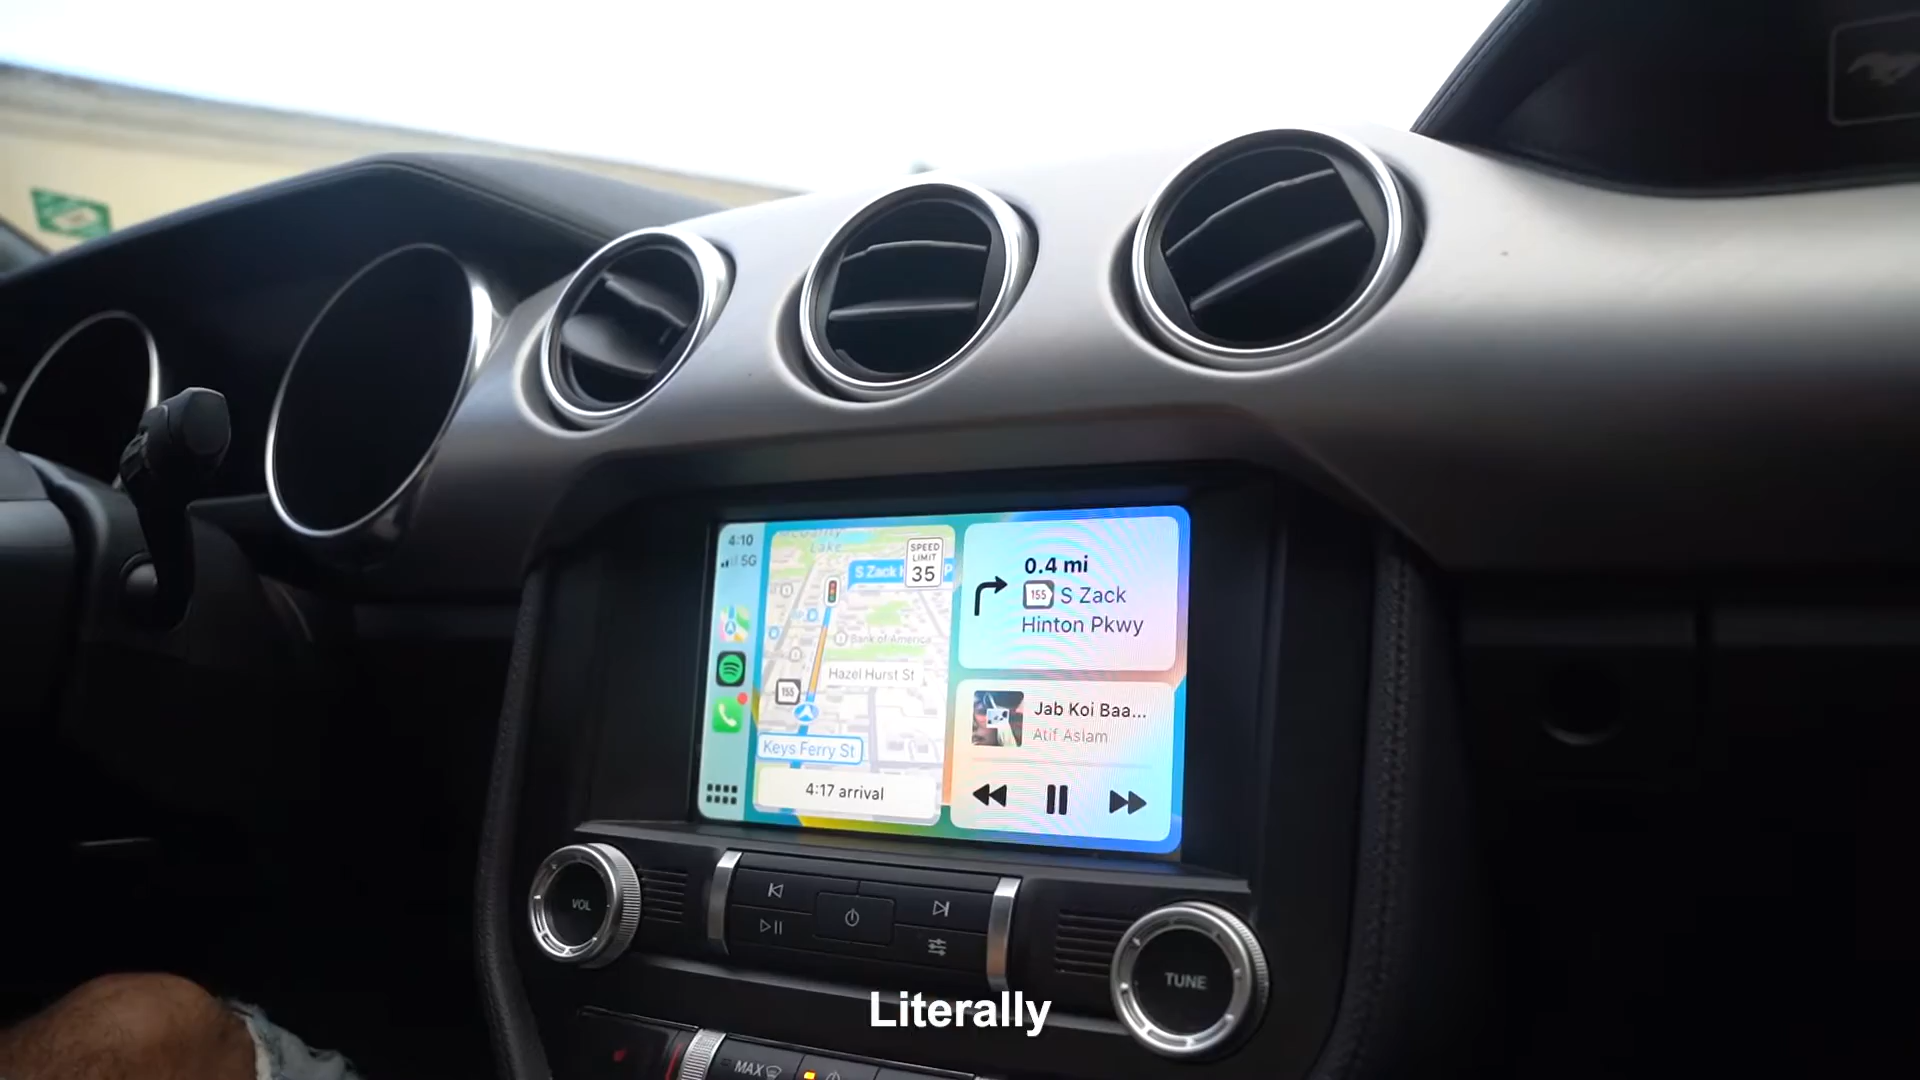 4:10
5G
Lake
SPEED
LIMIT
35
S Zack
Bank of America
Hazel Hurst St
155
Keys Ferry St
4:17 arrival
0.4 mi
155 S Zack
Hinton Pkwy
Jab Koi Baa...
Atif Aslam
VOL
TUNE
Literally
MAX